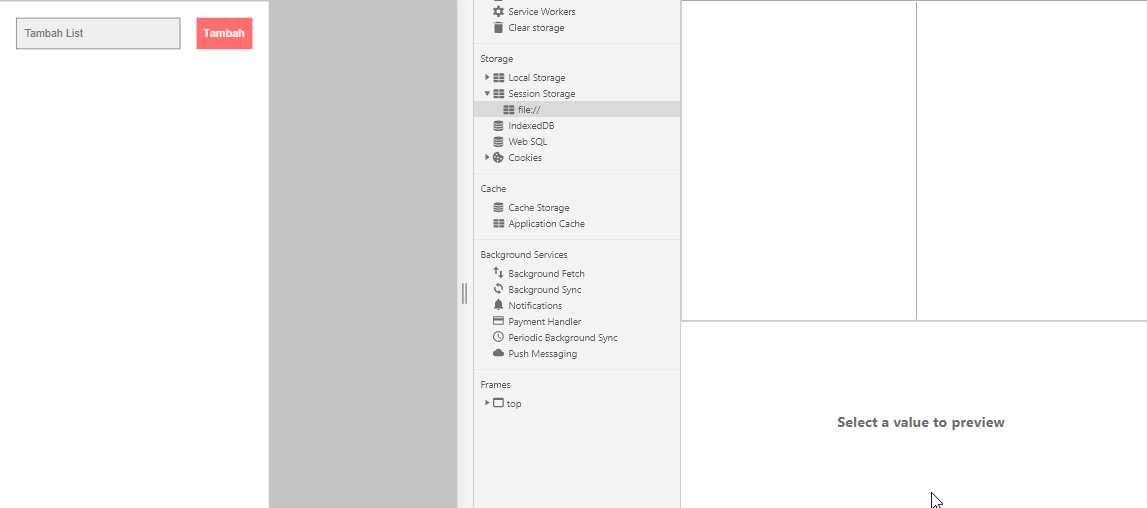 Tambah List
Tambah
Service Workers
Clear storage
Storage
Local Storage
Session Storage
file://
IndexedDB
Web SQL
Cookies
Cache
Cache Storage
Application Cache
Background Services
Background Fetch
Background Sync
Notifications
Payment Handler
Periodic Background Sync
Push Messaging
Frames
top
Select a value to preview